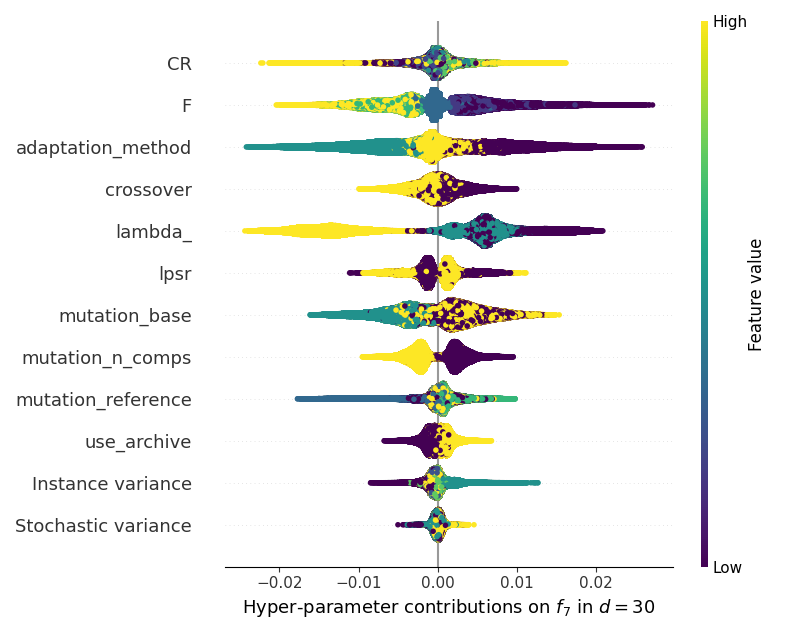 High
CR
F
adaptation_method
crossover
lambda_
lpsr
mutation_base
mutation_n_comps
mutation_reference
use_archive
Instance variance
Stochastic variance
Feature value
Low
−0.02 −0.01 0.00 0.01 0.02
Hyper-parameter contributions on f₇ in d = 30